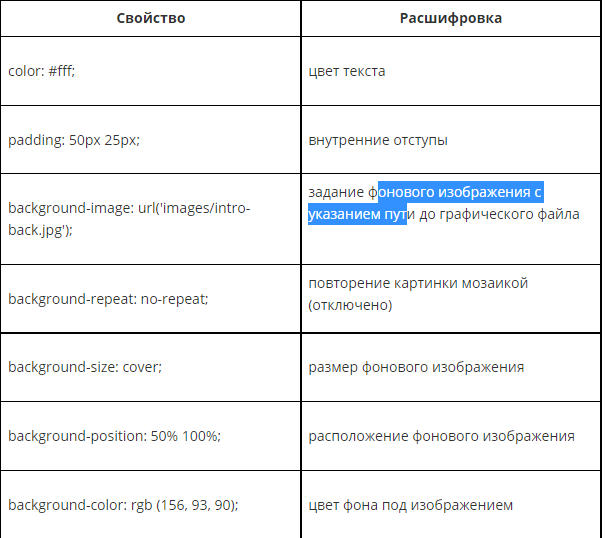 Свойство Расшифровка
color: #fff; цвет текста
padding: 50px 25px; внутренние отступы
background-image: url('images/intro-
back.jpg');
задание фонового изображения с
указанием пути до графического файла
background-repeat: no-repeat;
повторение картинки мозаикой
(отключено)
background-size: cover; размер фонового изображения
background-position: 50% 100%; расположение фонового изображения
background-color: rgb (156, 93, 90); цвет фона под изображением